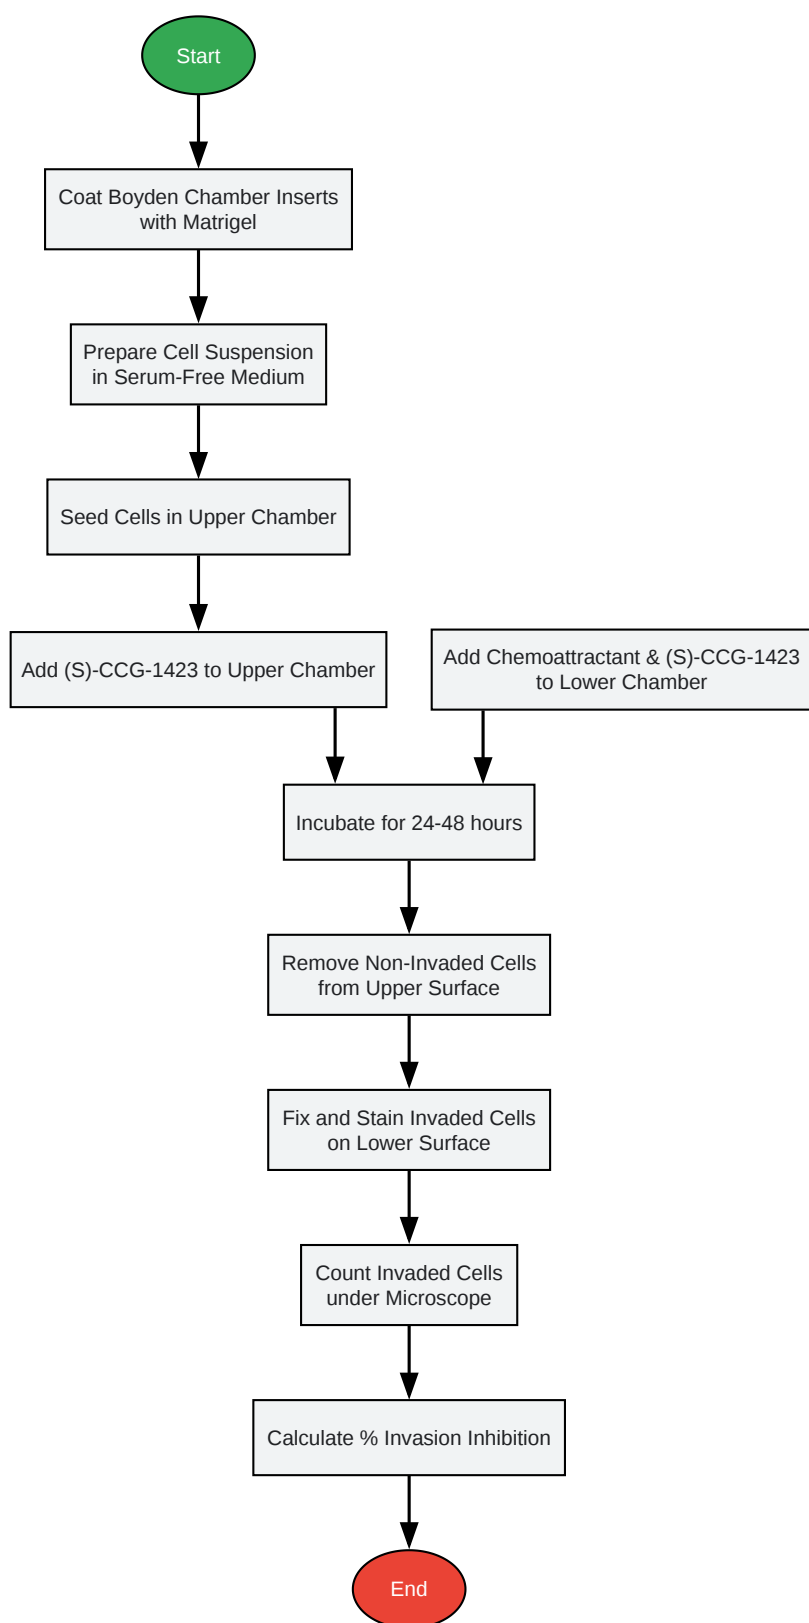 Start
Coat Boyden Chamber Inserts
with Matrigel
Prepare Cell Suspension
in Serum-Free Medium
Seed Cells in Upper Chamber
Add (S)-CCG-1423 to Upper Chamber
Add Chemoattractant & (S)-CCG-1423
to Lower Chamber
Incubate for 24-48 hours
Remove Non-Invaded Cells
from Upper Surface
Fix and Stain Invaded Cells
on Lower Surface
Count Invaded Cells
under Microscope
Calculate % Invasion Inhibition
End